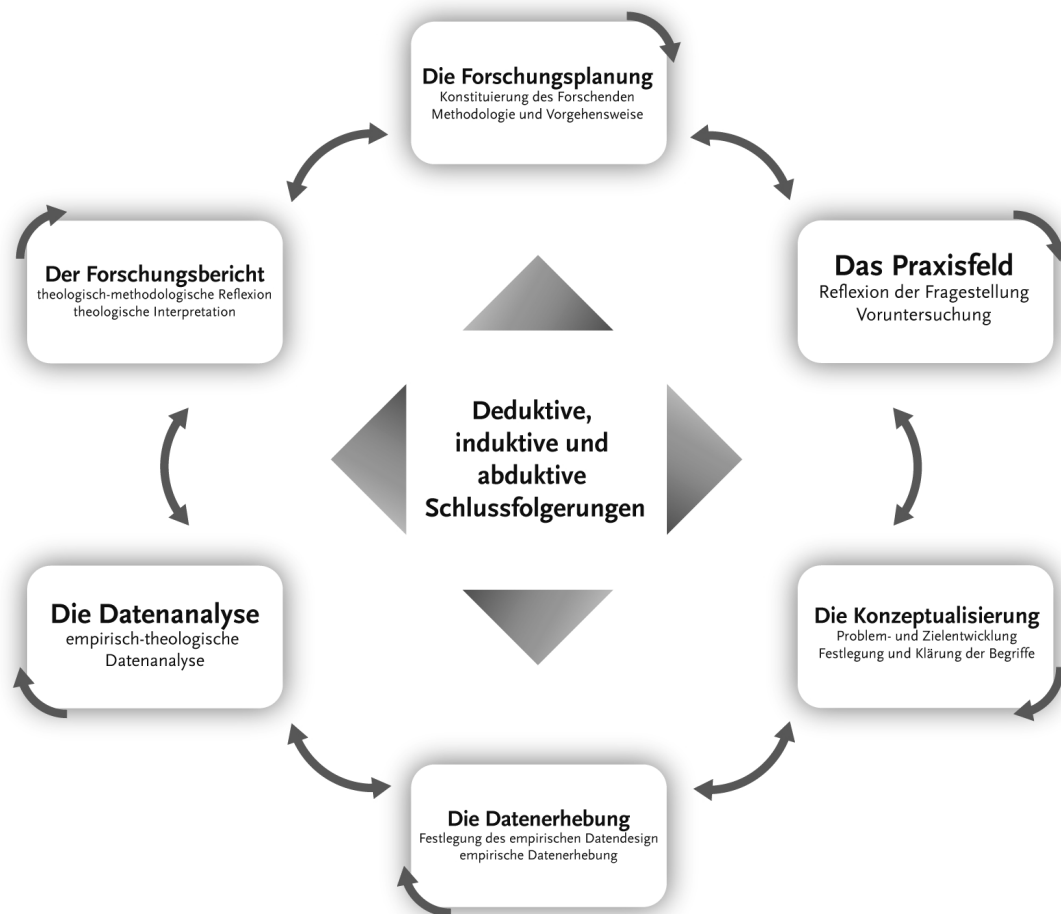 Die Forschungsplanung
Konstituierung des Forschenden
Methodologie und Vorgehensweise
Das Praxisfeld
Reflexion der Fragestellung
Voruntersuchung
Die Konzeptualisierung
Problem- und Zielentwicklung
Festlegung und Klärung der Begriffe
Die Datenerhebung
Festlegung des empirischen Datendesign
empirische Datenerhebung
Die Datenanalyse
empirisch-theologische
Datenanalyse
Der Forschungsbericht
theologisch-methodologische Reflexion
theologische Interpretation
Deduktive,
induktive und
abduktive
Schlussfolgerungen